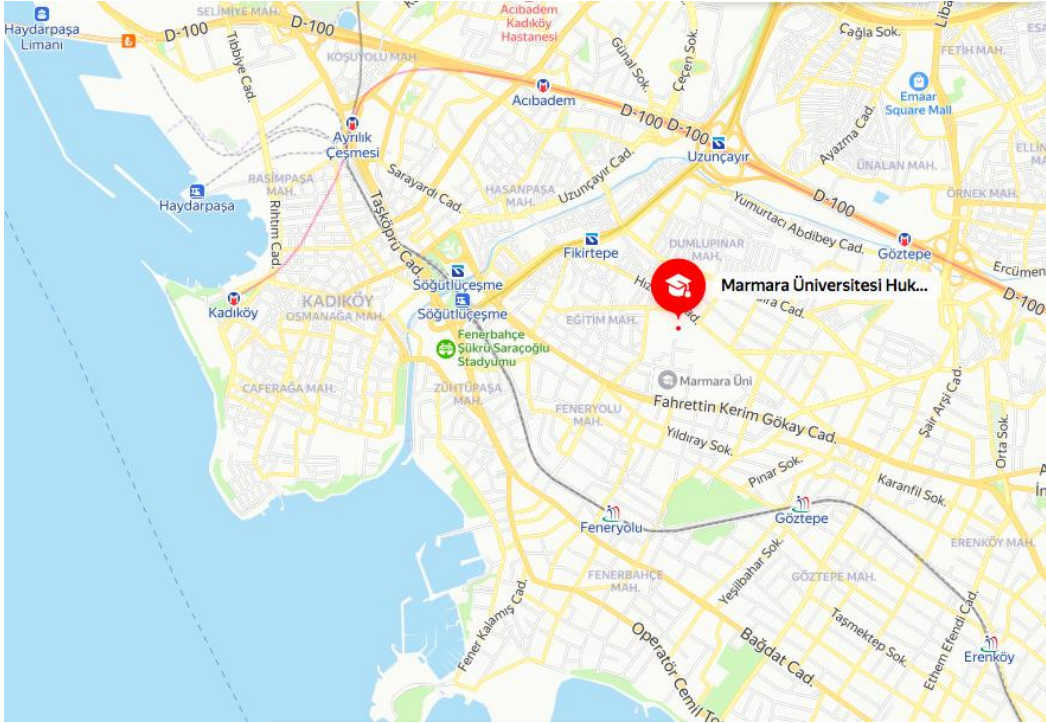 SELİMİYE MAH.
Haydarpaşa
Limanı
D-100
Tıbbiye Cad.
KOŞUYOLU MAH.
D-100
Acıbadem
Kadıköy
Hastanesi
Günal Sok.
Çeçen Sok.
Çağla Sok.
FETİH MAH.
Emaar
Square Mall
Acıbadem
D-100
D-100
Ayrılık
Çeşmesi
Uzunçayır
Ayazma Cad.
ÜNALAN MAH.
RASİMPAŞA
MAH.
Haydarpaşa
Rıhtım Cad.
Taşköprü Cad.
Sarayardı Cad.
HASANPAŞA
MAH.
Uzunçayır Cad.
Yumurtacı Abdibey Cad.
D-100
ÖRNEK MAH.
Fikirtepe
DUMLUPINAR
MAH.
Göztepe
D-100
Söğütlüçeşme
Söğütlüçeşme
Kadıköy
KADIKÖY
OSMANAĞA MAH.
Marmara Üniversitesi Huk...
EĞİTİM MAH.
Fenerbahçe
Şükrü Saraçoğlu
Stadyumu
CAFERAĞA MAH.
ZÜHTÜPAŞA
MAH.
Marmara Üni
FENERYOLU
MAH.
Fahrettin Kerim Gökay Cad.
Şair Arşi Cad.
Orta Sok.
Yıldıray Sok.
Pınar Sok.
Karanfil Sok.
Feneryolu
Göztepe
ERENKÖY MAH.
FENERBAHÇE
MAH.
Yeşilbahar Sok.
GÖZTEPE MAH.
Fener Kalamış Cad.
Bağdat Cad.
Taşmektep Sok.
Ethem Efendi Cad.
Erenköy
Operatör Cemil